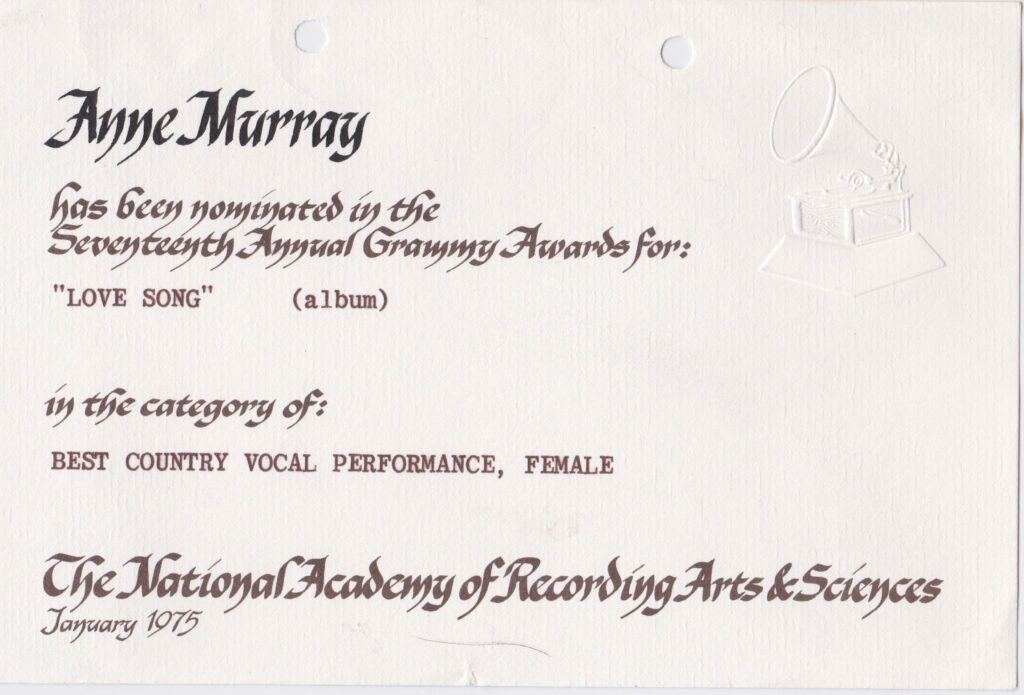 Anne Murray
has been nominated in the
Seventeenth Annual Grammy Awards for:
"LOVE SONG" (album)
in the category of:
BEST COUNTRY VOCAL PERFORMANCE, FEMALE
The National Academy of Recording Arts & Sciences
January 1975